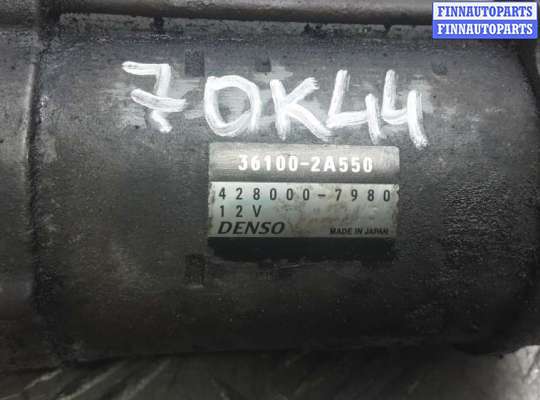 FINNAUTOPARTS
FINNAUTOPARTS
70K44
36100-2A550
428000-7980
12V
DENSO MADE IN JAPAN